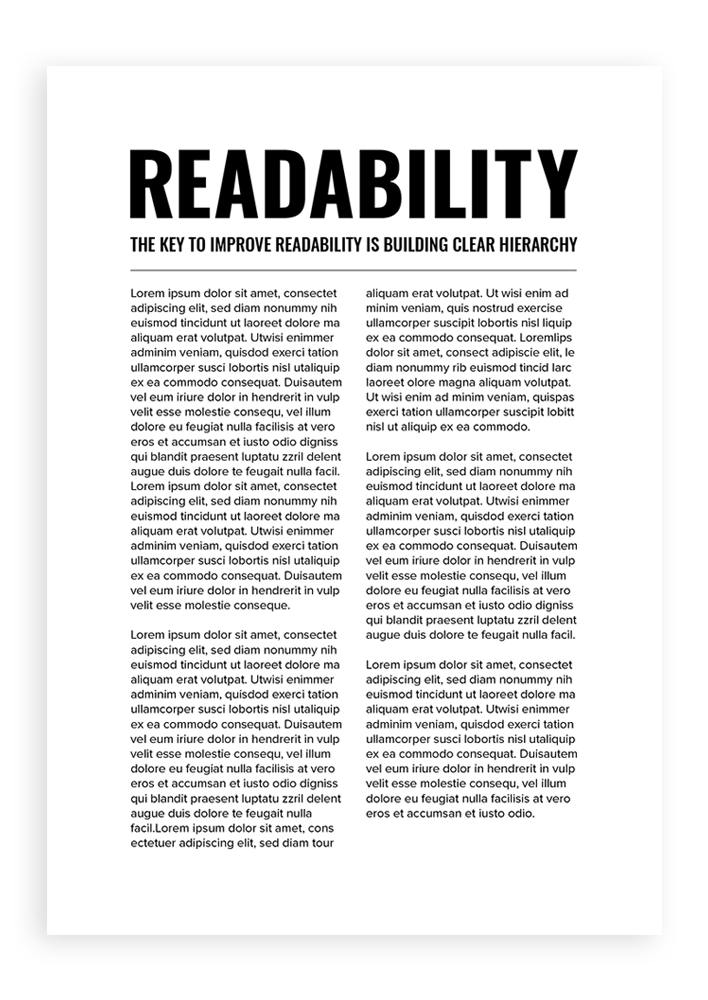 READABILITY
THE KEY TO IMPROVE READABILITY IS BUILDING CLEAR HIERARCHY
Lorem ipsum dolor sit amet, consectet
adipiscing elit, sed diam nonummy nih
euismod tincidunt ut laoreet dolore ma
aliquam erat volutpat. Utwisi enimmer
adminim veniam, quisdod exerci tation
ullamcorper susci lobortis nisl utaliquip
ex ea commodo consequat. Duisautem
vel eum iriure dolor in hendrerit in vulp
velit esse molestie consequ, vel illum
dolore eu feugiat nulla facilisis at vero
eros et accumsan et iusto odio digniss
qui blandit praesent luptatu zzril delent
augue duis dolore te feugait nulla facil.
Lorem ipsum dolor sit amet, consectet
adipiscing elit, sed diam nonummy nih
euismod tincidunt ut laoreet dolore ma
aliquam erat volutpat. Utwisi enimmer
adminim veniam, quisdod exerci tation
ullamcorper susci lobortis nisl utaliquip
ex ea commodo consequat. Duisautem
vel eum iriure dolor in hendrerit in vulp
velit esse molestie conseque.
Lorem ipsum dolor sit amet, consectet
adipiscing elit, sed diam nonummy nih
euismod tincidunt ut laoreet dolore ma
aliquam erat volutpat. Utwisi enimmer
adminim veniam, quisdod exerci tation
ullamcorper susci lobortis nisl utaliquip
ex ea commodo consequat. Duisautem
vel eum iriure dolor in hendrerit in vulp
velit esse molestie consequ, vel illum
dolore eu feugiat nulla facilisis at vero
eros et accumsan et iusto odio digniss
qui blandit praesent luptatu zzril delent
augue duis dolore te feugait nulla
facil.Lorem ipsum dolor sit amet, cons
ectetuer adipiscing elit, sed diam tour
aliquam erat volutpat. Ut wisi enim ad
minim veniam, quis nostrud exercise
ullamcorper suscipit lobortis nisl liquip
ex ea commodo consequat. Loremlips
dolor sit amet, consect adipiscie elit, le
diam nonummy rib euismod tincid larc
laoreet olore magna aliquam volutpat.
Ut wisi enim ad minim veniam, quispas
exerci tation ullamcorper suscipit lobitt
nisl ut aliquip ex ea commodo.
Lorem ipsum dolor sit amet, consectet
adipiscing elit, sed diam nonummy nih
euismod tincidunt ut laoreet dolore ma
aliquam erat volutpat. Utwisi enimmer
adminim veniam, quisdod exerci tation
ullamcorper susci lobortis nisl utaliquip
ex ea commodo consequat. Duisautem
vel eum iriure dolor in hendrerit in vulp
velit esse molestie consequ, vel illum
dolore eu feugiat nulla facilisis at vero
eros et accumsan et iusto odio digniss
qui blandit praesent luptatu zzril delent
augue duis dolore te feugait nulla facil.
Lorem ipsum dolor sit amet, consectet
adipiscing elit, sed diam nonummy nih
euismod tincidunt ut laoreet dolore ma
aliquam erat volutpat. Utwisi enimmer
adminim veniam, quisdod exerci tation
ullamcorper susci lobortis nisl utaliquip
ex ea commodo consequat. Duisautem
vel eum iriure dolor in hendrerit in vulp
velit esse molestie consequ, vel illum
dolore eu feugiat nulla facilisis at vero
eros et accumsan et iusto odio.